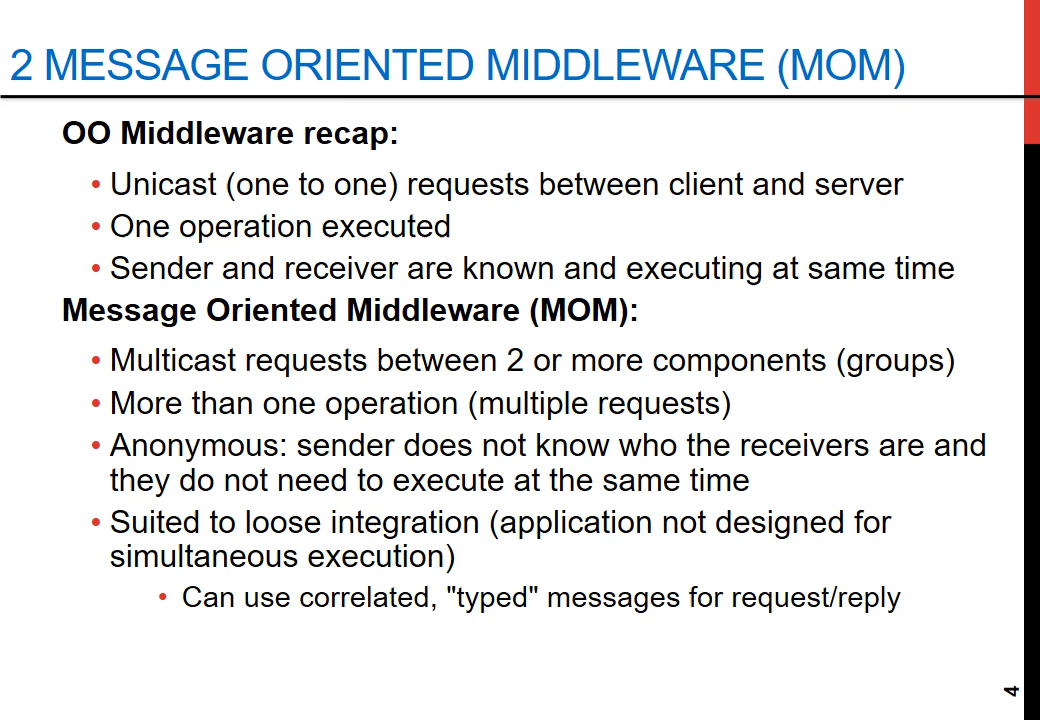 2 MESSAGE ORIENTED MIDDLEWARE (MOM)
OO Middleware recap:
• Unicast (one to one) requests between client and server
• One operation executed
• Sender and receiver are known and executing at same time
Message Oriented Middleware (MOM):
• Multicast requests between 2 or more components (groups)
• More than one operation (multiple requests)
• Anonymous: sender does not know who the receivers are and
they do not need to execute at the same time
• Suited to loose integration (application not designed for
simultaneous execution)
• Can use correlated, "typed" messages for request/reply
4